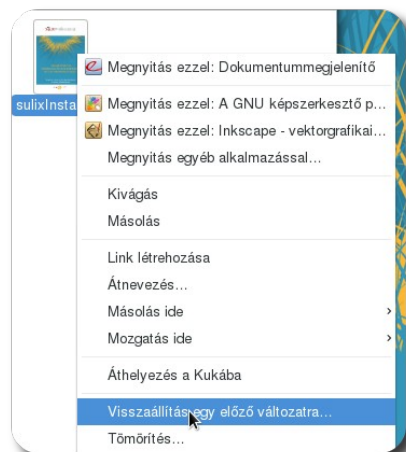 sulixInsta
Megnyitás ezzel: Dokumentummegjelenítő
Megnyitás ezzel: A GNU képszerkesztő p...
Megnyitás ezzel: Inkscape - vektorgrafikai...
Megnyitás egyéb alkalmazással...
Kivágás
Másolás
Link létrehozása
Átnevezés...
Másolás ide
Mozgatás ide
Áthelyezés a Kukába
Visszaállítás egy előző változatra...
Tömörítés...